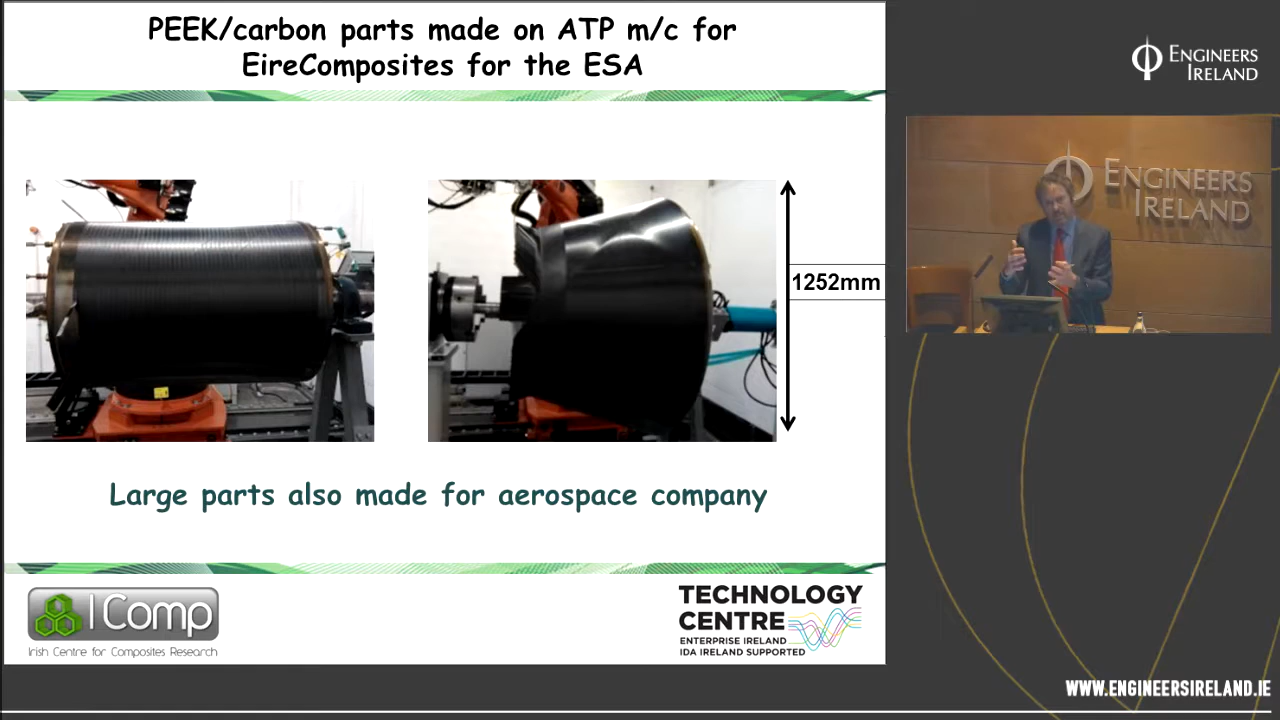 PEEK/carbon parts made on ATP m/c for
EireComposites for the ESA
ENGINEERS
IRELAND
ENGINEERS
IRELAND
1252mm
Large parts also made for aerospace company
I Comp
Irish Centre for Composites Research
TECHNOLOGY
CENTRE
ENTERPRISE IRELAND
IDA IRELAND SUPPORTED
WWW.ENGINEERSIRELAND.IE